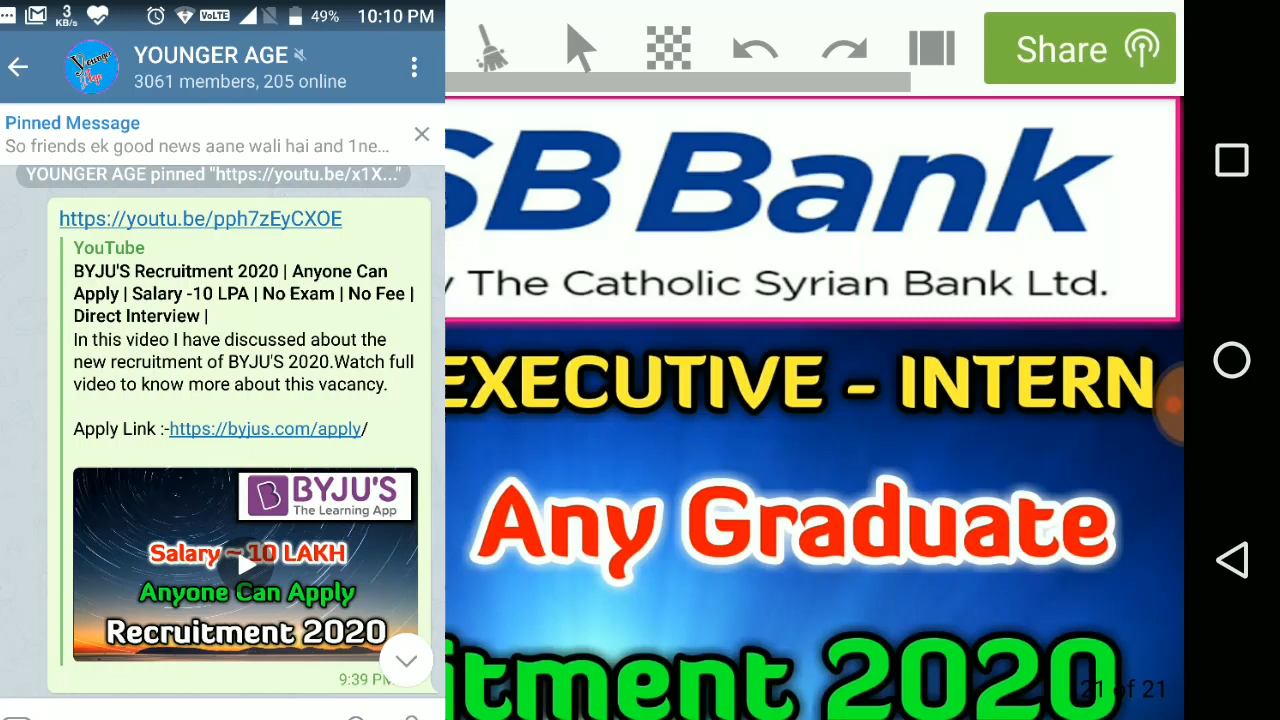 3
KB/s
VoLTE
49%
10:10 PM
YOUNGER AGE
3061 members, 205 online
Pinned Message
So friends ek good news aane wali hai and 1ne...
YOUNGER AGE pinned "https://youtu.be/x1X..."
https://youtu.be/pph7zEyCXOE
YouTube
BYJU'S Recruitment 2020 | Anyone Can
Apply | Salary -10 LPA | No Exam | No Fee |
Direct Interview |
In this video I have discussed about the
new recruitment of BYJU'S 2020.Watch full
video to know more about this vacancy.
Apply Link :-https://byjus.com/apply/
BYJU'S
The Learning App
Salary ~ 10 LAKH
Anyone Can Apply
Recruitment 2020
9:39 PM
Share
SB Bank
y The Catholic Syrian Bank Ltd.
EXECUTIVE - INTERN
Any Graduate
itment 2020
21 of 21